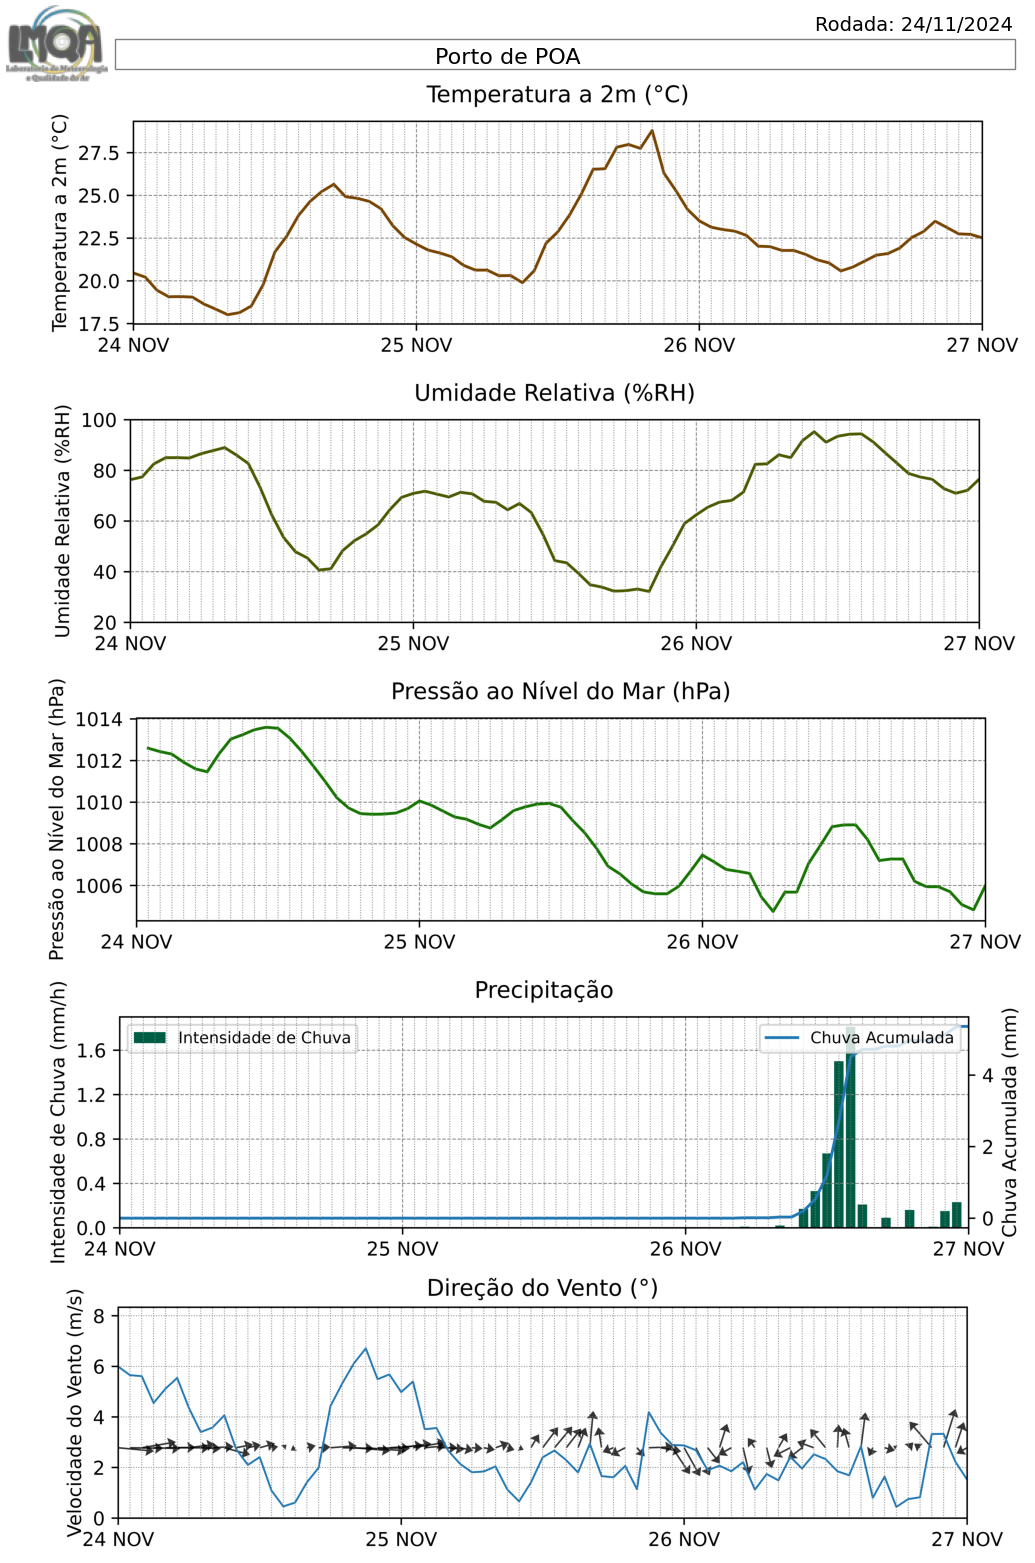 Rodada: 24/11/2024
LMQA
Laboratório de Meteorologia
e Qualidade do Ar
Porto de POA
Temperatura a 2m (°C)
Temperatura a 2m (°C)
27.5
25.0
22.5
20.0
17.5
24 NOV 25 NOV 26 NOV 27 NOV
Umidade Relativa (%RH)
Umidade Relativa (%RH)
100
80
60
40
20
24 NOV 25 NOV 26 NOV 27 NOV
Pressão ao Nível do Mar (hPa)
Pressão ao Nível do Mar (hPa)
1014
1012
1010
1008
1006
24 NOV 25 NOV 26 NOV 27 NOV
Precipitação
Intensidade de Chuva (mm/h)
Intensidade de Chuva
Chuva Acumulada
1.6
1.2
0.8
0.4
0.0
4
2
0
Chuva Acumulada (mm)
24 NOV 25 NOV 26 NOV 27 NOV
Direção do Vento (°)
Velocidade do Vento (m/s)
8
6
4
2
0
24 NOV 25 NOV 26 NOV 27 NOV